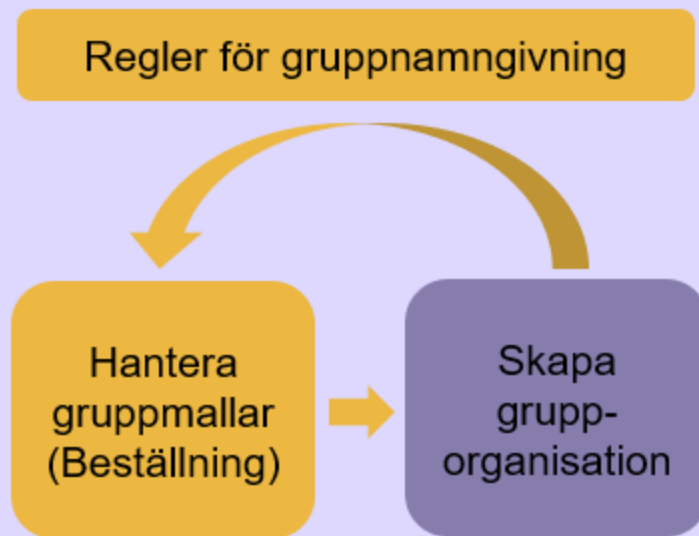 Regler för gruppnamngivning
Hantera
gruppmallar
(Beställning)
Skapa
grupp-
organisation